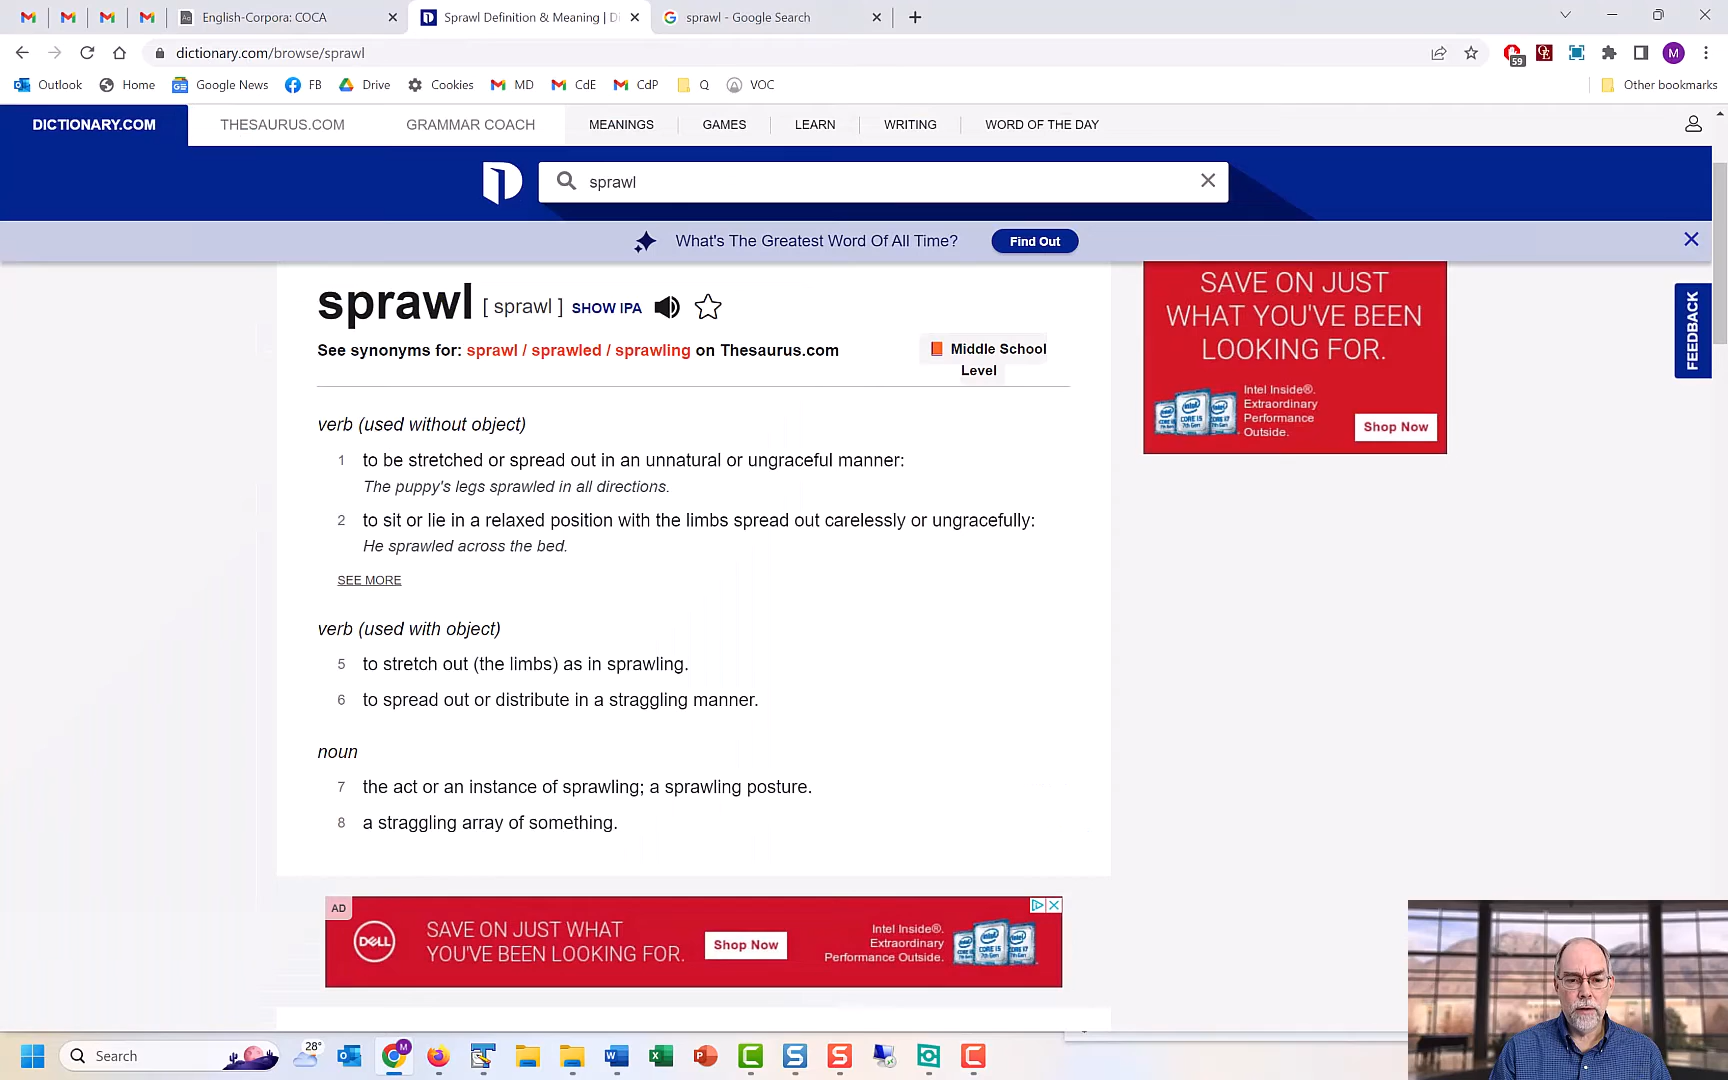 English-Corpora: COCA
Sprawl Definition & Meaning | Di
sprawl - Google Search
dictionary.com/browse/sprawl
59
M
Outlook
Home
Google News
FB
Drive
Cookies
MD
CdE
CdP
Q
VOC
Other bookmarks
DICTIONARY.COM
THESAURUS.COM
GRAMMAR COACH
MEANINGS
GAMES
LEARN
WRITING
WORD OF THE DAY
sprawl
What's The Greatest Word Of All Time?
Find Out
sprawl [ sprawl ] SHOW IPA
See synonyms for: sprawl / sprawled / sprawling on Thesaurus.com
Middle School
Level
verb (used without object)
1 to be stretched or spread out in an unnatural or ungraceful manner:
The puppy's legs sprawled in all directions.
2 to sit or lie in a relaxed position with the limbs spread out carelessly or ungracefully:
He sprawled across the bed.
SEE MORE
verb (used with object)
5 to stretch out (the limbs) as in sprawling.
6 to spread out or distribute in a straggling manner.
noun
7 the act or an instance of sprawling; a sprawling posture.
8 a straggling array of something.
SAVE ON JUST
WHAT YOU'VE BEEN
LOOKING FOR.
Intel Inside®.
Extraordinary
Performance
Outside.
Shop Now
FEEDBACK
AD
DELL
SAVE ON JUST WHAT
YOU'VE BEEN LOOKING FOR.
Shop Now
Intel Inside®.
Extraordinary
Performance Outside.
Search
28°
M